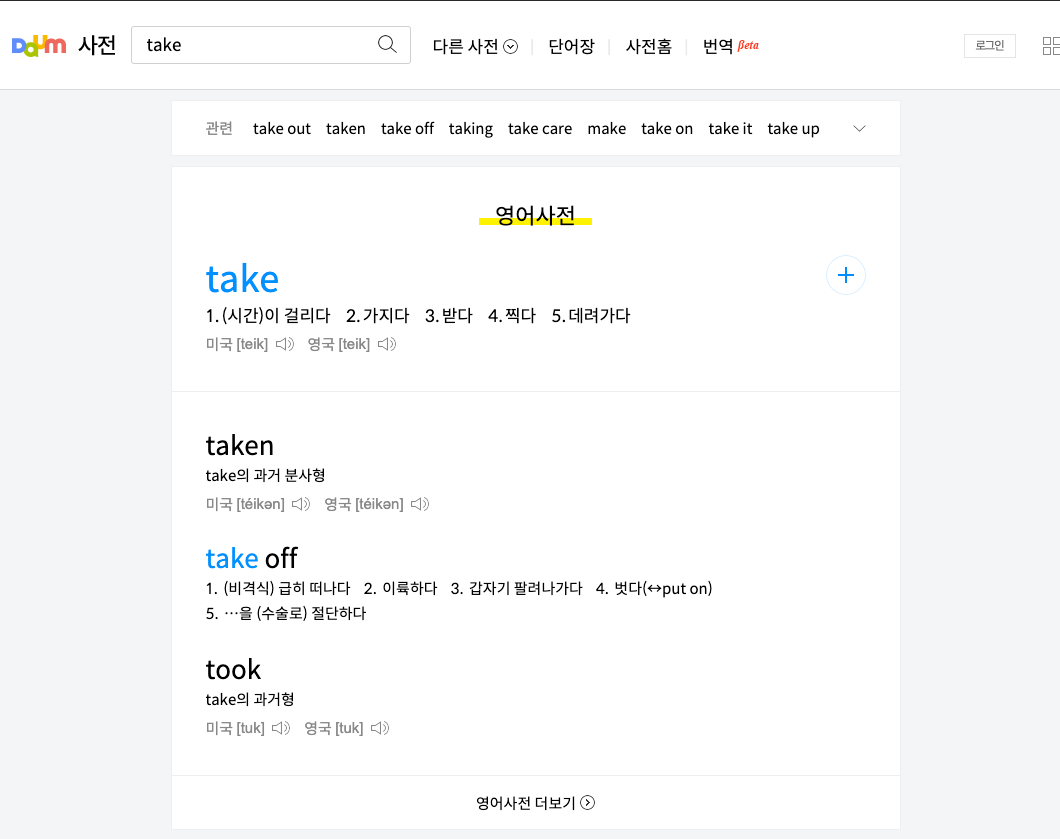 Daum 사전 take 다른 사전 단어장 사전홈 번역 βeta 로그인
관련 take out taken take off taking take care make take on take it take up
영어사전
take
1.(시간)이 걸리다 2.가지다 3.받다 4.찍다 5.데려가다
미국 [teik] 영국 [teik]
taken
take의 과거 분사형
미국 [téikən] 영국 [téikən]
take off
1. (비격식) 급히 떠나다 2. 이륙하다 3. 갑자기 팔려나가다 4. 벗다(↔put on)
5. …을 (수술로) 절단하다
took
take의 과거형
미국 [tuk] 영국 [tuk]
영어사전 더보기